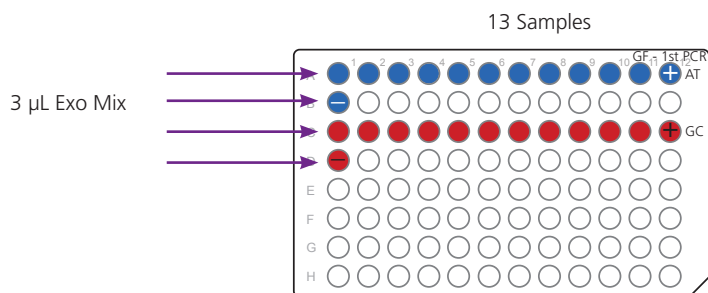 13 Samples
GF - 1st PCR
1 2 3 4 5 6 7 8 9 10 11 12
A + AT
3 µL Exo Mix
B −
C + GC
D −
E
F
G
H